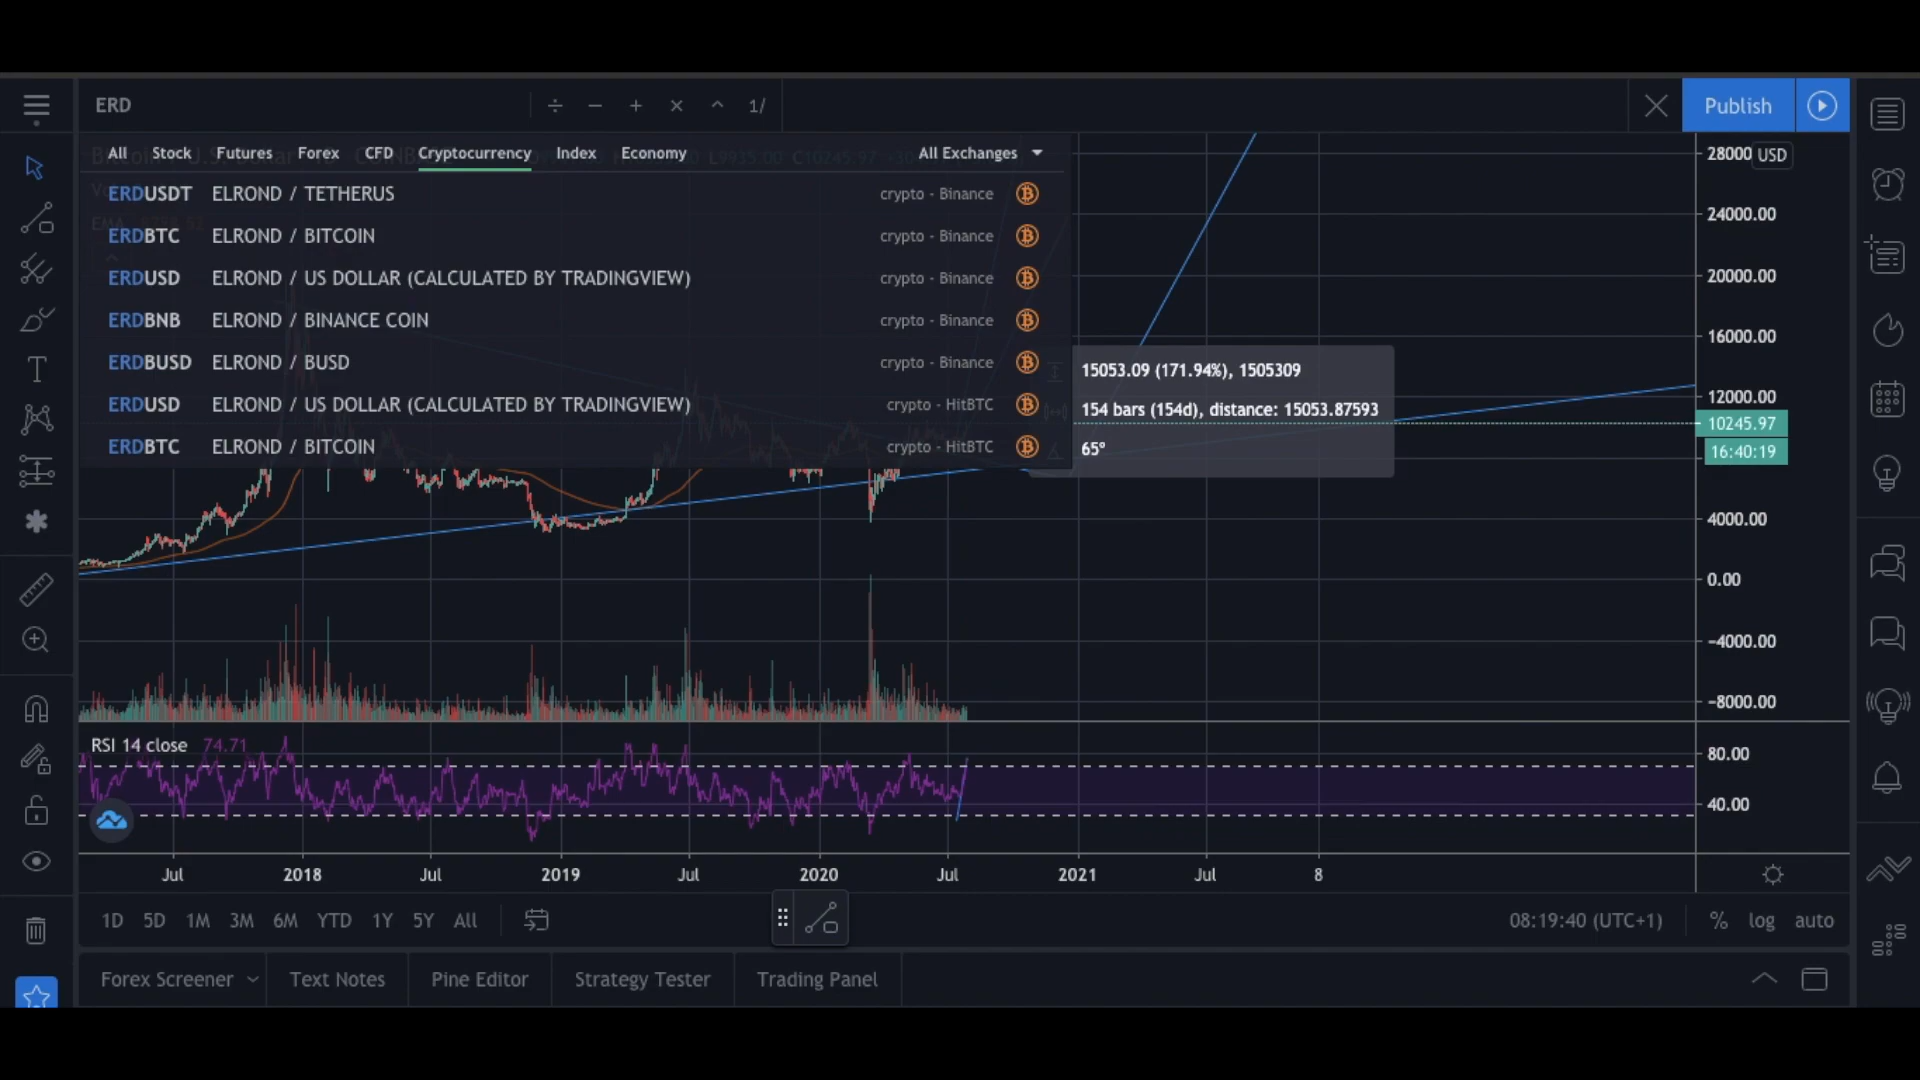 ERD
÷ − + × ^ 1/
Publish
All Stock Futures Forex CFD Cryptocurrency Index Economy All Exchanges
L9935.00 C10245.97
ERDUSDT ELROND / TETHERUS crypto - Binance
ERDBTC ELROND / BITCOIN crypto - Binance
ERDUSD ELROND / US DOLLAR (CALCULATED BY TRADINGVIEW) crypto - Binance
ERDBNB ELROND / BINANCE COIN crypto - Binance
ERDBUSD ELROND / BUSD crypto - Binance
ERDUSD ELROND / US DOLLAR (CALCULATED BY TRADINGVIEW) crypto - HitBTC
ERDBTC ELROND / BITCOIN crypto - HitBTC
15053.09 (171.94%), 1505309
154 bars (154d), distance: 15053.87593
65°
28000 USD
24000.00
20000.00
16000.00
12000.00
10245.97
16:40:19
4000.00
0.00
−4000.00
−8000.00
RSI 14 close 74.71
80.00
40.00
Jul 2018 Jul 2019 Jul 2020 Jul 2021 Jul 8
1D 5D 1M 3M 6M YTD 1Y 5Y All
08:19:40 (UTC+1) % log auto
Forex Screener Text Notes Pine Editor Strategy Tester Trading Panel